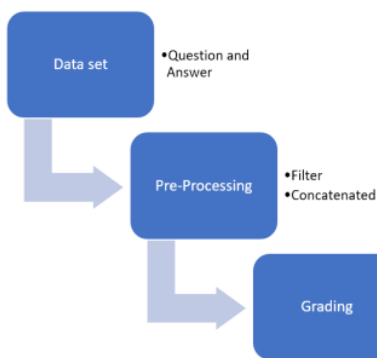 Data set
•Question and
Answer
Pre-Processing
•Filter
•Concatenated
Grading